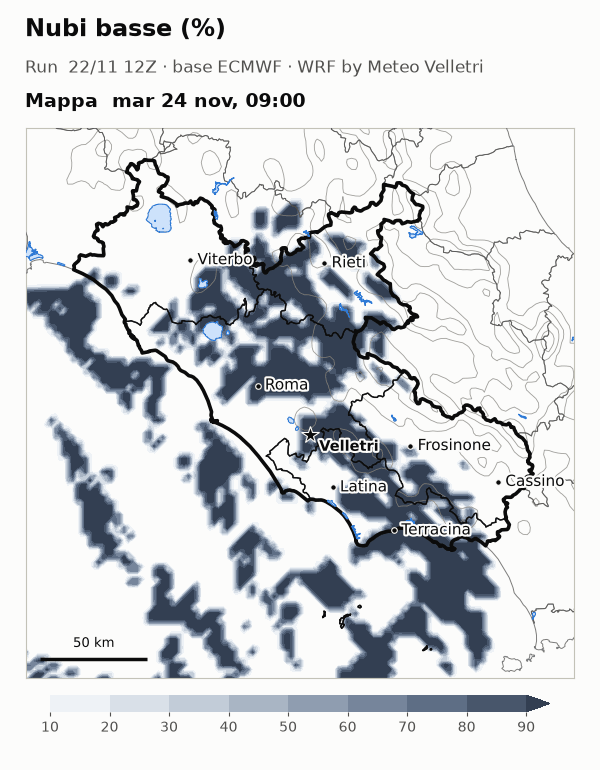 Nubi basse (%)
Run  22/11 12Z · base ECMWF · WRF by Meteo Velletri
Mappa  mar 24 nov, 09:00
Viterbo
Rieti
Roma
Velletri
Frosinone
Latina
Cassino
Terracina
50 km
10 20 30 40 50 60 70 80 90